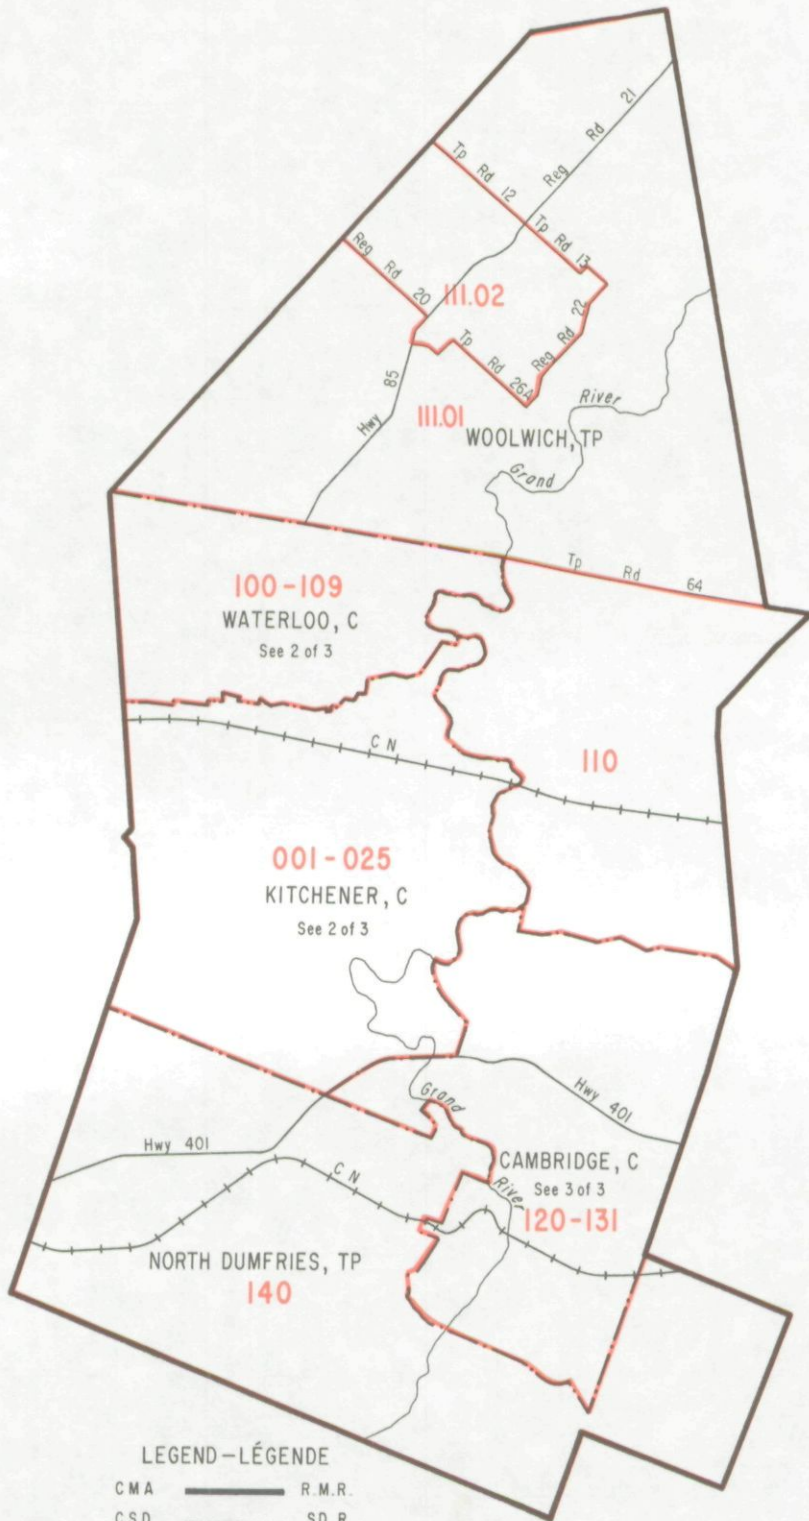 Tp Rd 12
Reg Rd 21
Tp Rd 13
Reg Rd 20
111.02
Reg Rd 22
Tp Rd 26A
Hwy 85
111.01
River
WOOLWICH, TP
Grand
Tp Rd 64
100-109
WATERLOO, C
See 2 of 3
CN
110
001-025
KITCHENER, C
See 2 of 3
Grand
Hwy 401
Hwy 401
CN
CAMBRIDGE, C
See 3 of 3
River
120-131
NORTH DUMFRIES, TP
140
LEGEND-LÉGENDE
CMA R.M.R.
CSD SD.R